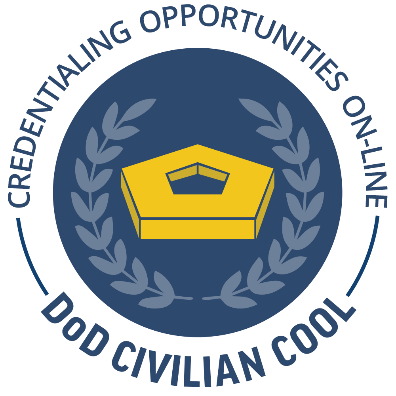 CREDENTIALING OPPORTUNITIES ON-LINE
DoD CIVILIAN COOL